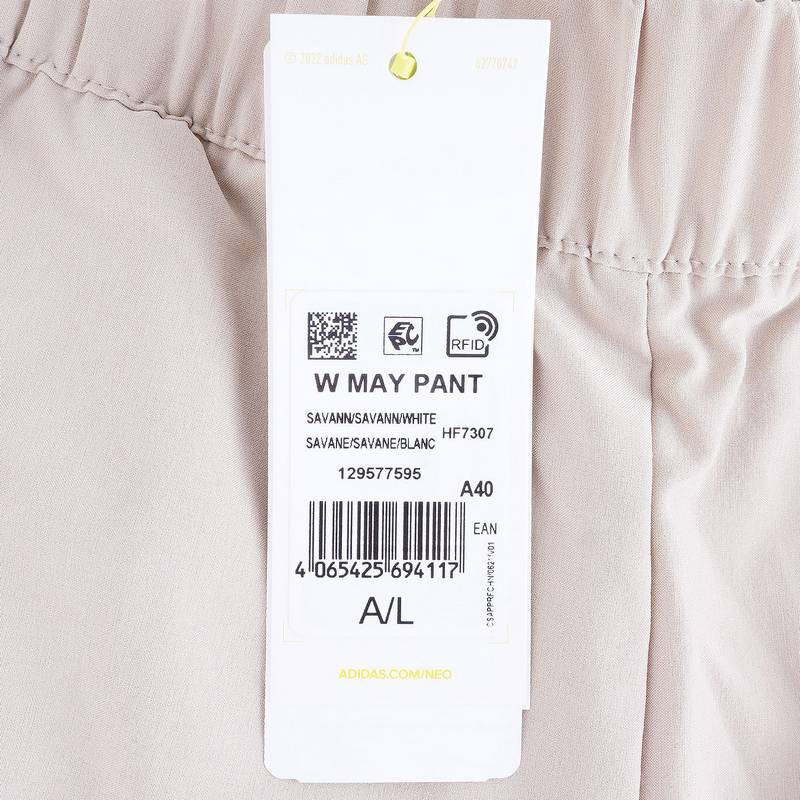 © 2022 adidas AG 62770247
RFID
W MAY PANT
SAVANN/SAVANN/WHITE
SAVANE/SAVANE/BLANC
HF7307
129577595
A40
EAN
4 065425 694117
A/L
ADIDAS.COM/NEO